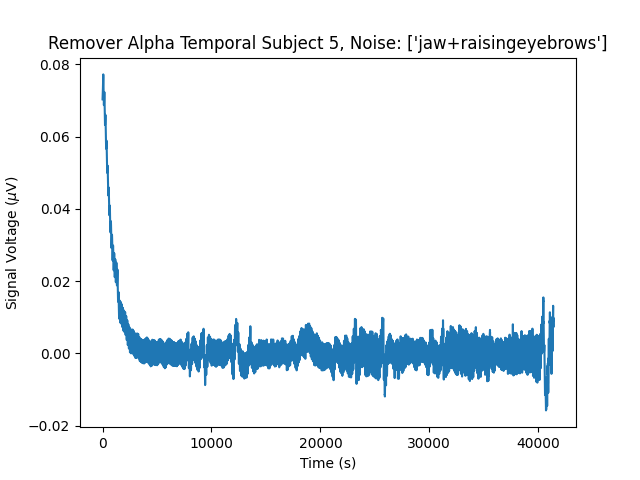 Remover Alpha Temporal Subject 5, Noise: ['jaw+raisingeyebrows']
Signal Voltage (μV)
0.08
0.06
0.04
0.02
0.00
−0.02
0 10000 20000 30000 40000
Time (s)